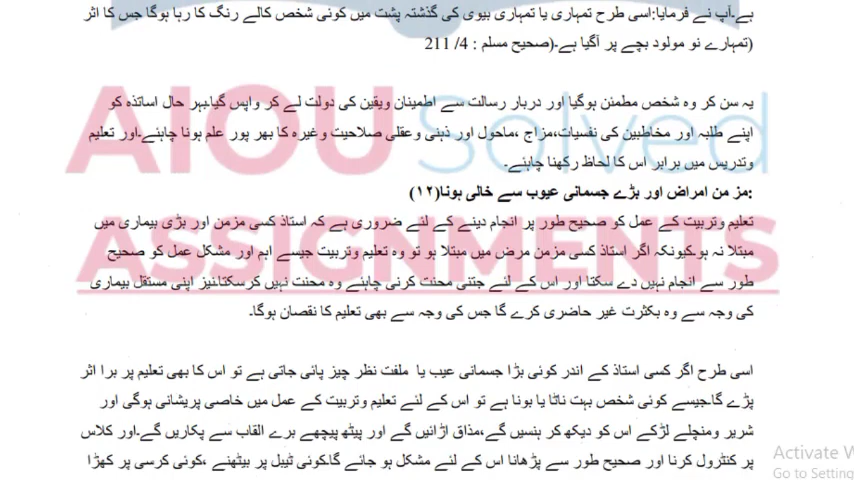 ہے۔آپ نے فرمایا:اسی طرح تمہاری یا تمہاری بیوی کی گذشتہ پشت میں کوئی شخص کالے رنگ کا رہا ہوگا جس کا اثر
(تمہارے نو مولود بچے پر آگیا ہے۔(صحیح مسلم : 4/ 211
یہ سن کر وہ شخص مطمئن ہوگیا اور دربار رسالت سے اطمینان ویقین کی دولت لے کر واپس گیا۔بہر حال اساتذہ کو
اپنے طلبہ اور مخاطبین کی نفسیات،مزاج ،ماحول اور ذہنی وعقلی صلاحیت وغیرہ کا بھر پور علم ہونا چاہئے۔اور تعلیم
وتدریس میں برابر اس کا لحاظ رکھنا چاہئے۔
:مز من امراض اور بڑے جسمانی عیوب سے خالی ہونا(١٢)
تعلیم وتربیت کے عمل کو صحیح طور پر انجام دینے کے لئے ضروری ہے کہ استاذ کسی مزمن اور بڑی بیماری میں
مبتلا نہ ہو۔کیونکہ اگر استاذ کسی مزمن مرض میں مبتلا ہو تو وہ تعلیم وتربیت جیسے اہم اور مشکل عمل کو صحیح
طور سے انجام نہیں دے سکتا اور اس کے لئے جتنی محنت کرنی چاہئے وہ محنت نہیں کرسکتا۔نیز اپنی مستقل بیماری
کی وجہ سے وہ بکثرت غیر حاضری کرے گا جس کی وجہ سے بھی تعلیم کا نقصان ہوگا۔
اسی طرح اگر کسی استاذ کے اندر کوئی بڑا جسمانی عیب یا ملفت نظر چیز پائی جاتی ہے تو اس کا بھی تعلیم پر برا اثر
پڑے گا۔جیسے کوئی شخص بہت ناٹا یا بونا ہے تو اس کے لئے تعلیم وتربیت کے عمل میں خاصی پریشانی ہوگی اور
شریر ومنچلے لڑکے اس کو دیکھ کر ہنسیں گے،مذاق اڑائیں گے اور پیٹھ پیچھے برے القاب سے پکاریں گے۔اور کلاس
پر کنٹرول کرنا اور صحیح طور سے پڑھانا اس کے لئے مشکل ہو جائے گا۔کوئی ٹیبل پر بیٹھنے ،کوئی کرسی پر کھڑا
AIOU Solved
ASSIGNMENTS
Activate W
Go to Setting